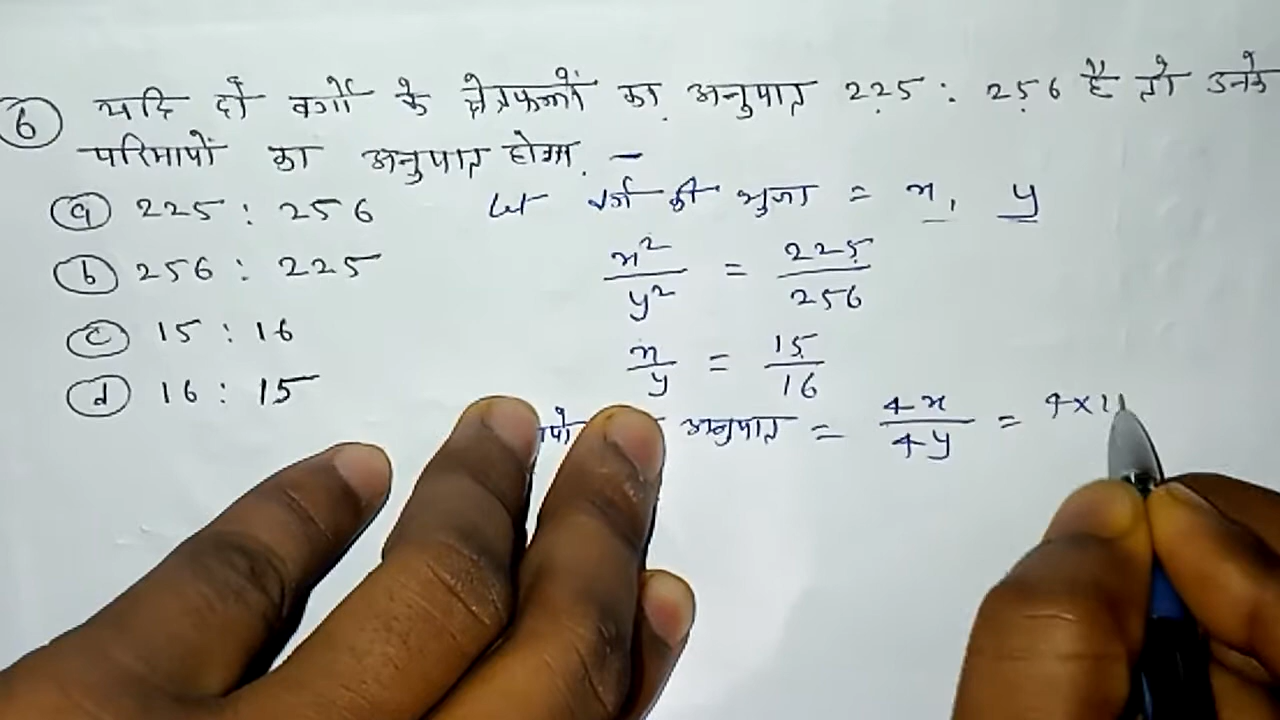 6 यदि दो वर्गो के क्षेत्रफलों का अनुपात 225 : 256 है तो उनके
परिमापों का अनुपात होगा -
a 225 : 256
b 256 : 225
c 15 : 16
d 16 : 15
Let वर्ग की भुजा = x, y
x²/y² = 225/256
x/y = 15/16
अनुपात = 4x/4y = 4×